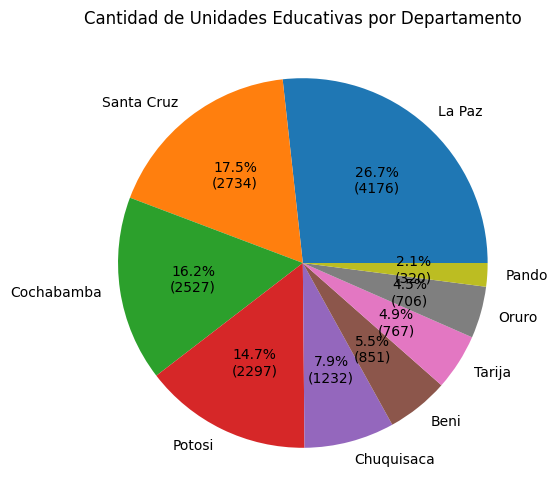 Cantidad de Unidades Educativas por Departamento
La Paz
26.7%
(4176)
Santa Cruz
17.5%
(2734)
Cochabamba
16.2%
(2527)
Potosi
14.7%
(2297)
Chuquisaca
7.9%
(1232)
Beni
5.5%
(851)
Tarija
4.9%
(767)
Oruro
4.5%
(706)
Pando
2.1%
(320)